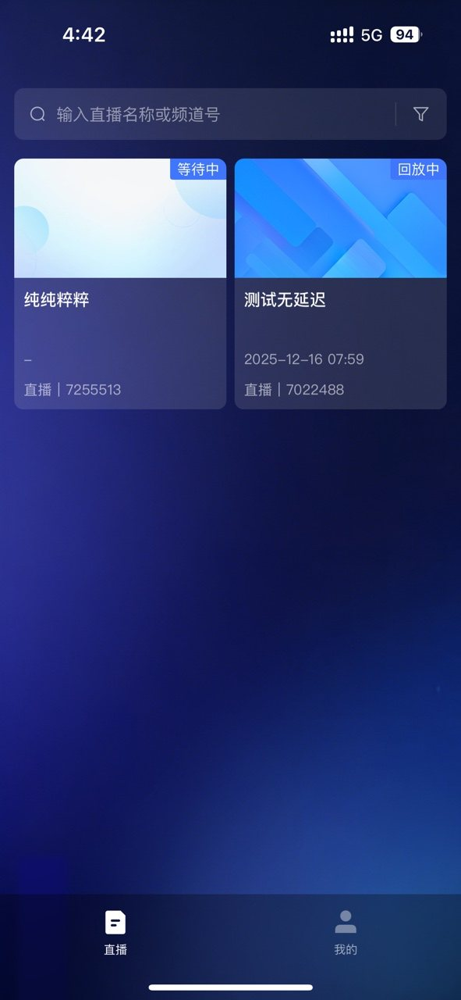 4:42
5G
94
输入直播名称或频道号
等待中
回放中
纯纯粹粹
测试无延迟
–
2025-12-16 07:59
直播 | 7255513
直播 | 7022488
直播
我的